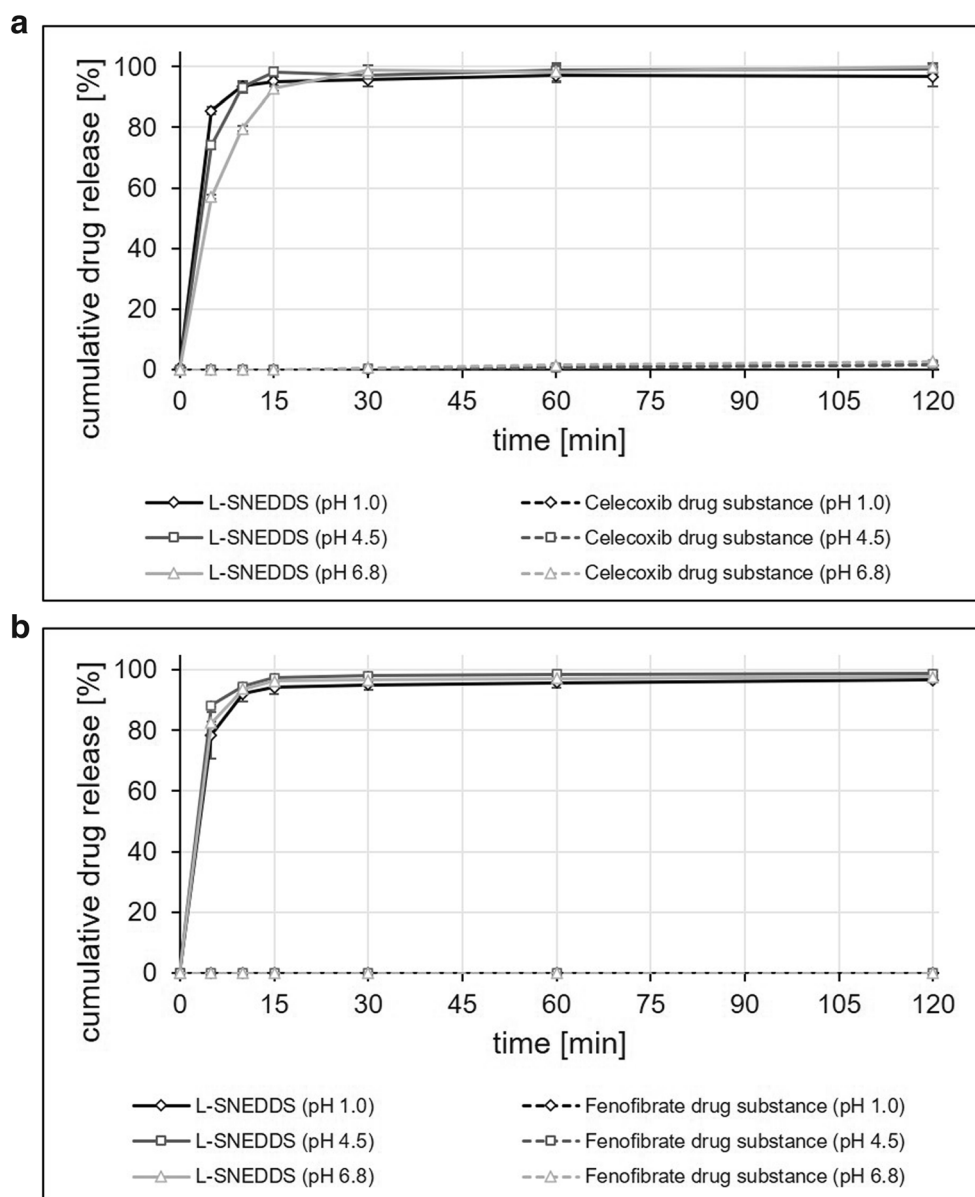 a
cumulative drug release [%]
100
80
60
40
20
0
0 15 30 45 60 75 90 105 120
time [min]
L-SNEDDS (pH 1.0) Celecoxib drug substance (pH 1.0)
L-SNEDDS (pH 4.5) Celecoxib drug substance (pH 4.5)
L-SNEDDS (pH 6.8) Celecoxib drug substance (pH 6.8)
b
cumulative drug release [%]
100
80
60
40
20
0
0 15 30 45 60 75 90 105 120
time [min]
L-SNEDDS (pH 1.0) Fenofibrate drug substance (pH 1.0)
L-SNEDDS (pH 4.5) Fenofibrate drug substance (pH 4.5)
L-SNEDDS (pH 6.8) Fenofibrate drug substance (pH 6.8)